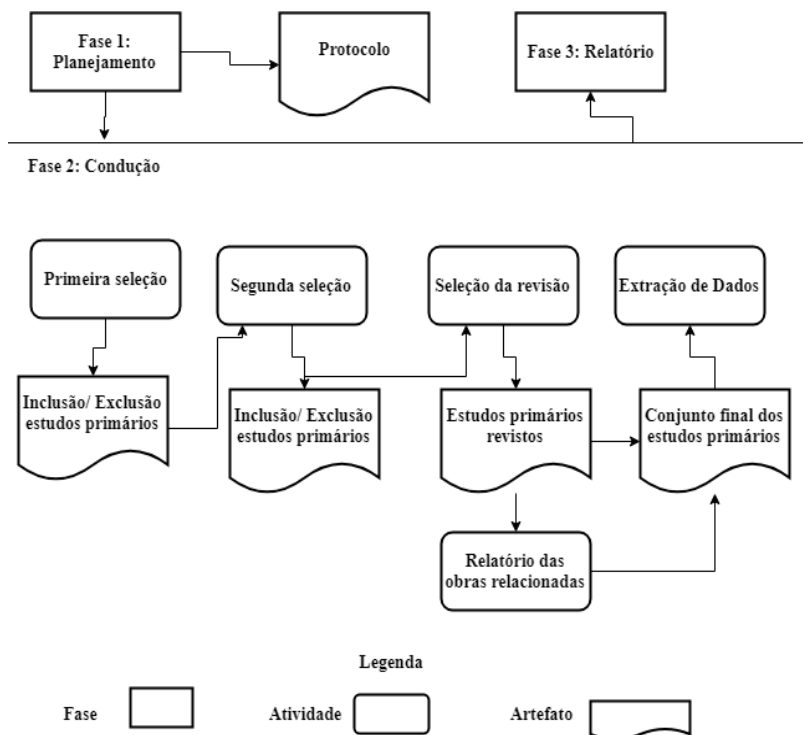 Fase 1:
Planejamento
Protocolo
Fase 3: Relatório
Fase 2: Condução
Primeira seleção
Segunda seleção
Seleção da revisão
Extração de Dados
Inclusão/ Exclusão
estudos primários
Inclusão/ Exclusão
estudos primários
Estudos primários
revistos
Conjunto final dos
estudos primários
Relatório das
obras relacionadas
Legenda
Fase
Atividade
Artefato